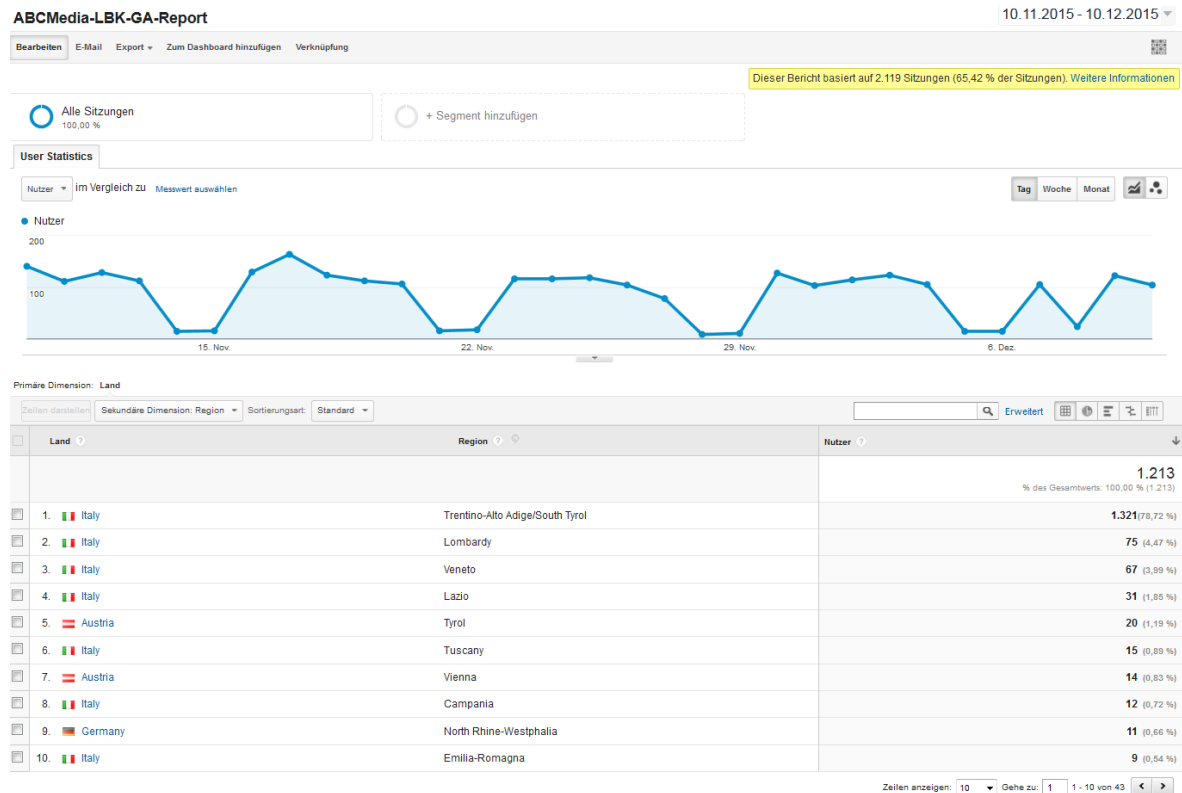 ABCMedia-LBK-GA-Report
10.11.2015 - 10.12.2015
Bearbeiten E-Mail Export Zum Dashboard hinzufügen Verknüpfung
Dieser Bericht basiert auf 2.119 Sitzungen (65,42 % der Sitzungen). Weitere Informationen
Alle Sitzungen
100,00 %
+ Segment hinzufügen
User Statistics
Nutzer im Vergleich zu Messwert auswählen
Tag Woche Monat
Nutzer
200
100
15. Nov. 22. Nov. 29. Nov. 6. Dez.
Primäre Dimension: Land
Zeilen darstellen Sekundäre Dimension: Region Sortierungsart: Standard Erweitert
Land ? Region ? Nutzer ?
1.213
% des Gesamtwerts: 100,00 % (1.213)
1. Italy Trentino-Alto Adige/South Tyrol 1.321(78,72 %)
2. Italy Lombardy 75 (4,47 %)
3. Italy Veneto 67 (3,99 %)
4. Italy Lazio 31 (1,85 %)
5. Austria Tyrol 20 (1,19 %)
6. Italy Tuscany 15 (0,89 %)
7. Austria Vienna 14 (0,83 %)
8. Italy Campania 12 (0,72 %)
9. Germany North Rhine-Westphalia 11 (0,66 %)
10. Italy Emilia-Romagna 9 (0,54 %)
Zeilen anzeigen: 10 Gehe zu: 1 1 - 10 von 43